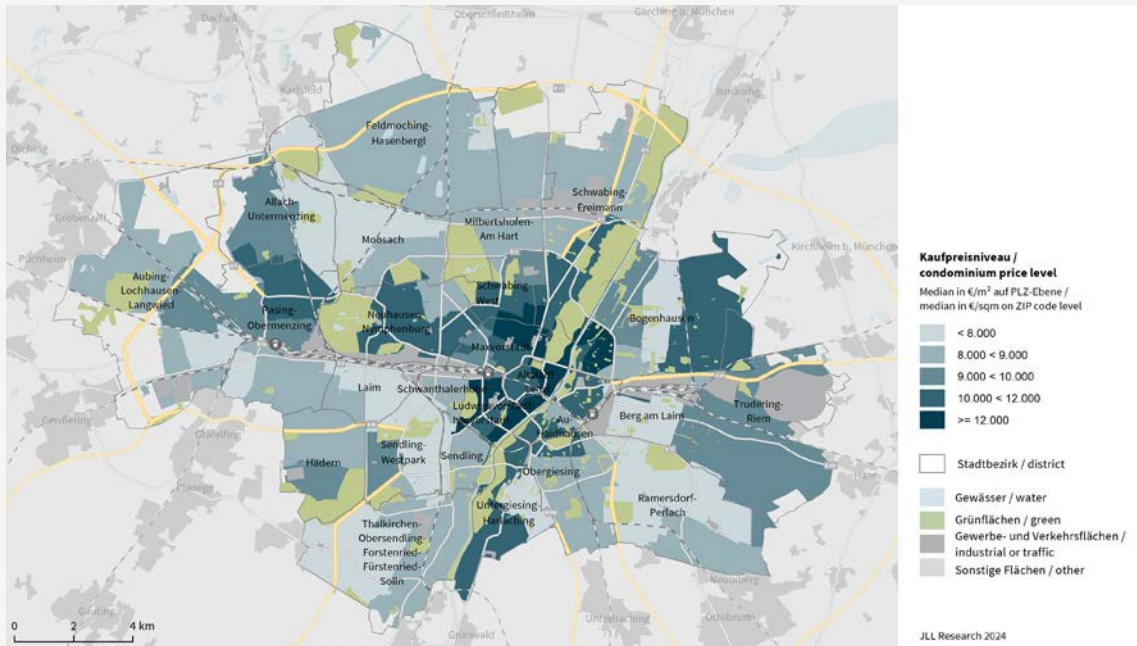 Dachau
Oberschleißheim
Garching b. München
Karlsfeld
Ismaning
Olching
Feldmoching-
Hasenbergl
Schwabing-
Freimann
Allach-
Untermenzing
Gröbenzell
Milbertshofen-
Am Hart
Moosach
Kirchheim b. München
Puchheim
Aubing-
Lochhausen-
Langwied
Schwabing
West
Pasing-
Obermenzing
Neuhausen
Nymphenburg
Bogenhausen
Maxvorstadt
Laim
Schwanthalerhöhe
Trudering-
Riem
Berg am Laim
Au-
Haidhausen
Germering
Gräfelfing
Sendling-
Westpark
Sendling
Hadern
Obergiesing
Haar
Planegg
Untergiesing-
Harlaching
Ramersdorf-
Perlach
Thalkirchen-
Obersendling-
Forstenried-
Fürstenried-
Solln
Neubiberg
Gauting
Grünwald
Unterhaching
Ottobrunn
0 2 4 km
Kaufpreisniveau /
condominium price level
Median in €/m² auf PLZ-Ebene /
median in €/sqm on ZIP code level
< 8.000
8.000 < 9.000
9.000 < 10.000
10.000 < 12.000
>= 12.000
Stadtbezirk / district
Gewässer / water
Grünflächen / green
Gewerbe- und Verkehrsflächen /
industrial or traffic
Sonstige Flächen / other
JLL Research 2024